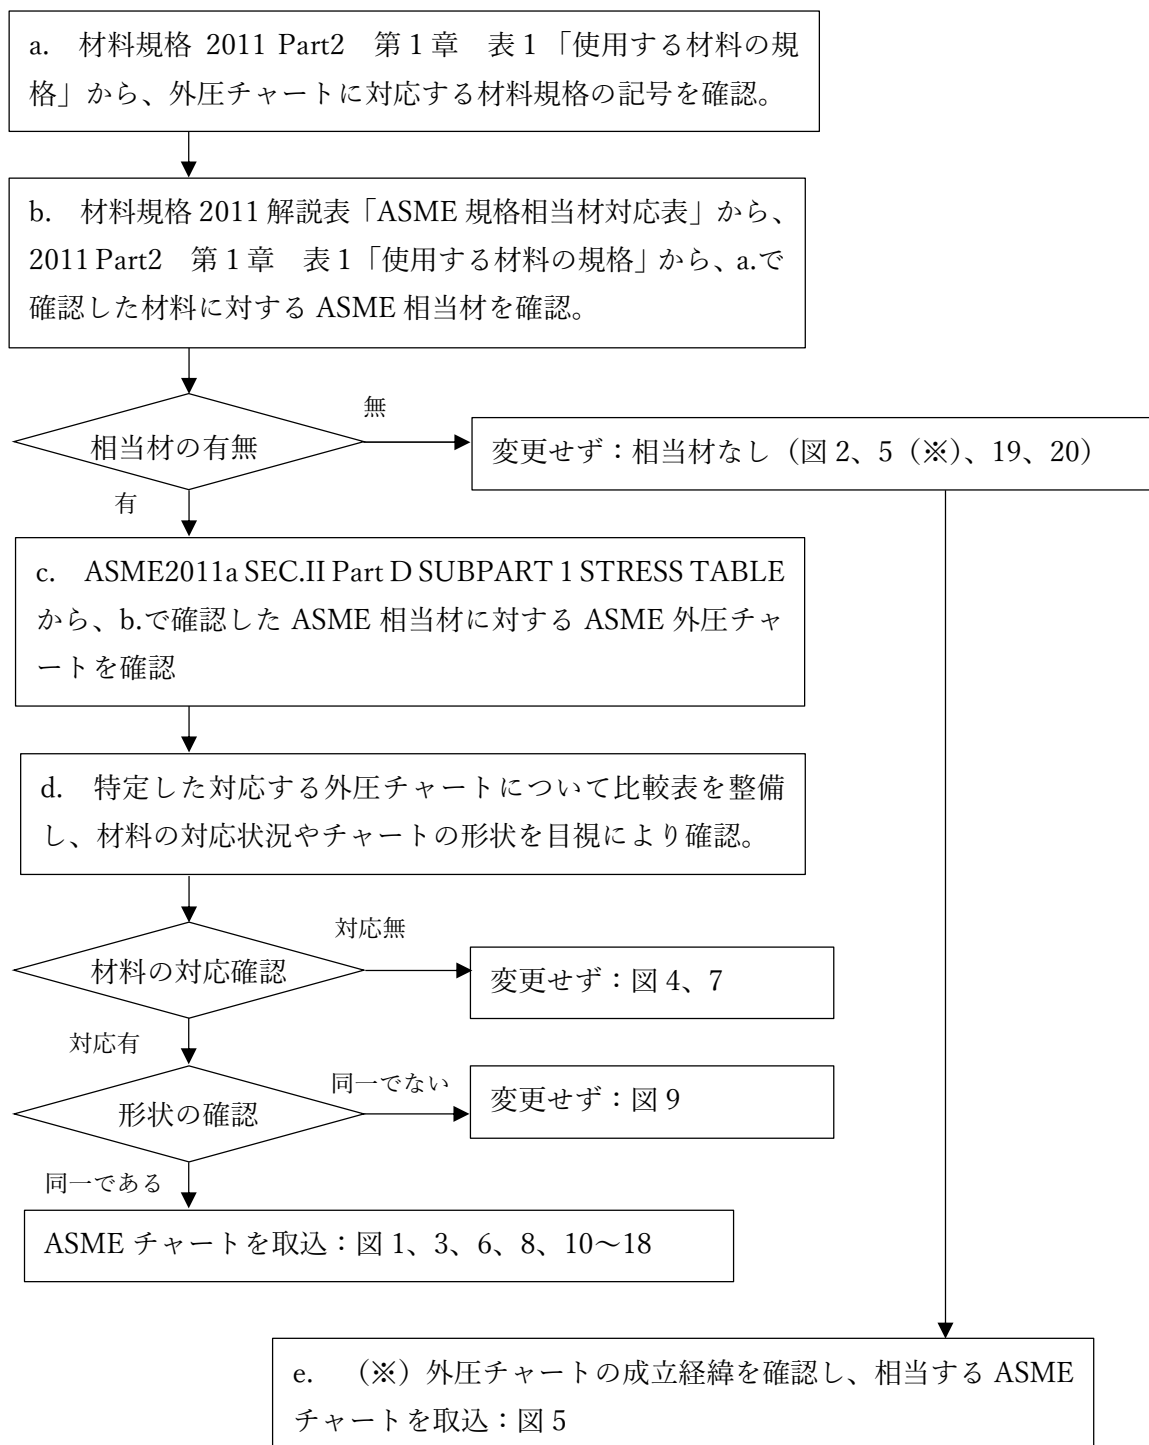 a. 材料規格 2011 Part2 第1章 表1「使用する材料の規
格」から、外圧チャートに対応する材料規格の記号を確認。
b. 材料規格 2011 解説表「ASME 規格相当材対応表」から、
2011 Part2 第1章 表1「使用する材料の規格」から、a.で
確認した材料に対する ASME 相当材を確認。
相当材の有無
無
変更せず：相当材なし（図 2、5（※）、19、20）
有
c. ASME2011a SEC.II Part D SUBPART 1 STRESS TABLE
から、b.で確認した ASME 相当材に対する ASME 外圧チャ
ートを確認
d. 特定した対応する外圧チャートについて比較表を整備
し、材料の対応状況やチャートの形状を目視により確認。
材料の対応確認
対応無
変更せず：図 4、7
対応有
形状の確認
同一でない
変更せず：図 9
同一である
ASME チャートを取込：図 1、3、6、8、10～18
e. （※）外圧チャートの成立経緯を確認し、相当する ASME
チャートを取込：図 5